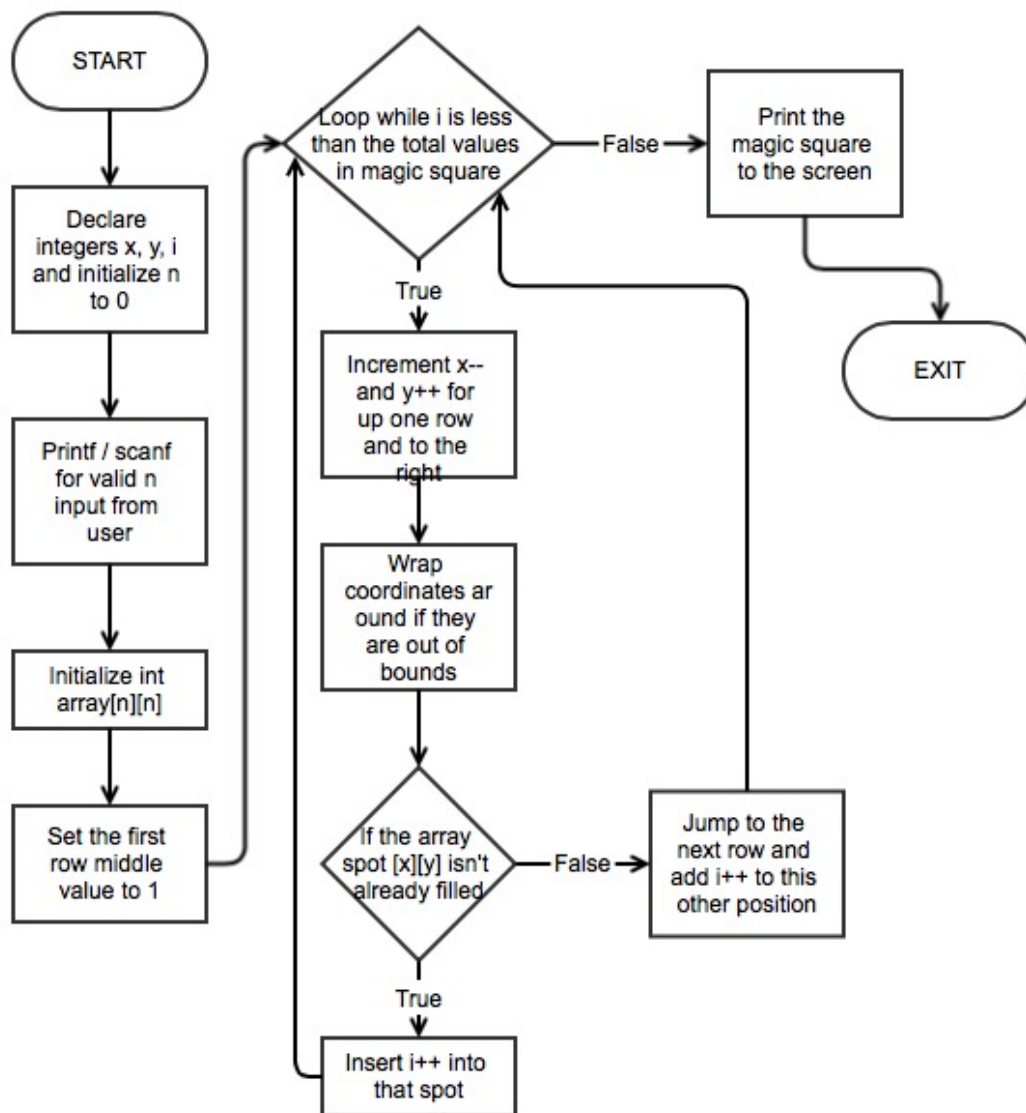 START
Declare
integers x, y, i
and initialize n
to 0
Printf / scanf
for valid n
input from
user
Initialize int
array[n][n]
Set the first
row middle
value to 1
Loop while i is less
than the total values
in magic square
False
Print the
magic square
to the screen
EXIT
True
Increment x--
and y++ for
up one row
and to the
right
Wrap
coordinates ar
ound if they
are out of
bounds
If the array
spot [x][y] isn't
already filled
False
Jump to the
next row and
add i++ to this
other position
True
Insert i++ into
that spot